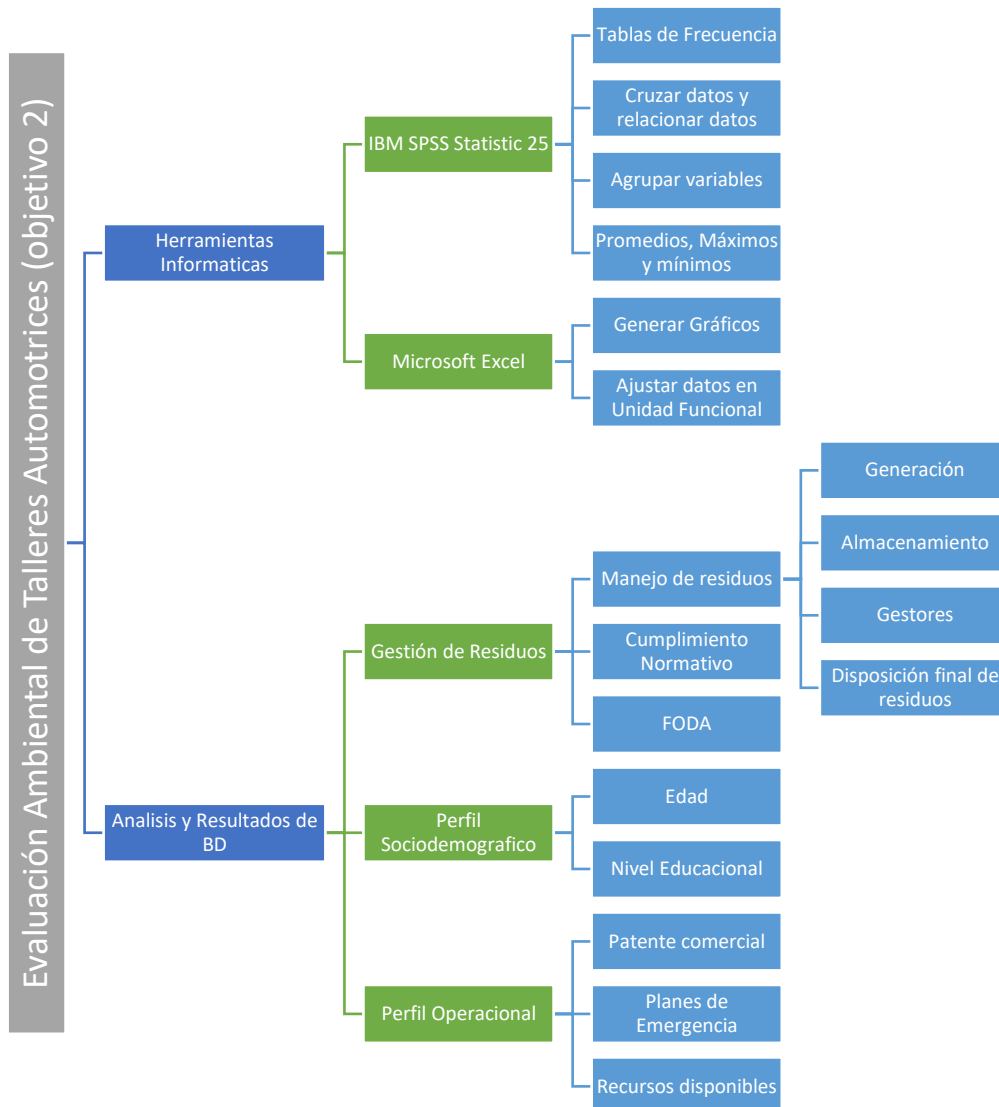 Evaluación Ambiental de Talleres Automotrices (objetivo 2)
Herramientas
Informaticas
IBM SPSS Statistic 25
Tablas de Frecuencia
Cruzar datos y
relacionar datos
Agrupar variables
Promedios, Máximos
y mínimos
Microsoft Excel
Generar Gráficos
Ajustar datos en
Unidad Funcional
Analisis y Resultados de
BD
Gestión de Residuos
Manejo de residuos
Generación
Almacenamiento
Gestores
Disposición final de
residuos
Cumplimiento
Normativo
FODA
Perfil
Sociodemografico
Edad
Nivel Educacional
Perfil Operacional
Patente comercial
Planes de
Emergencia
Recursos disponibles